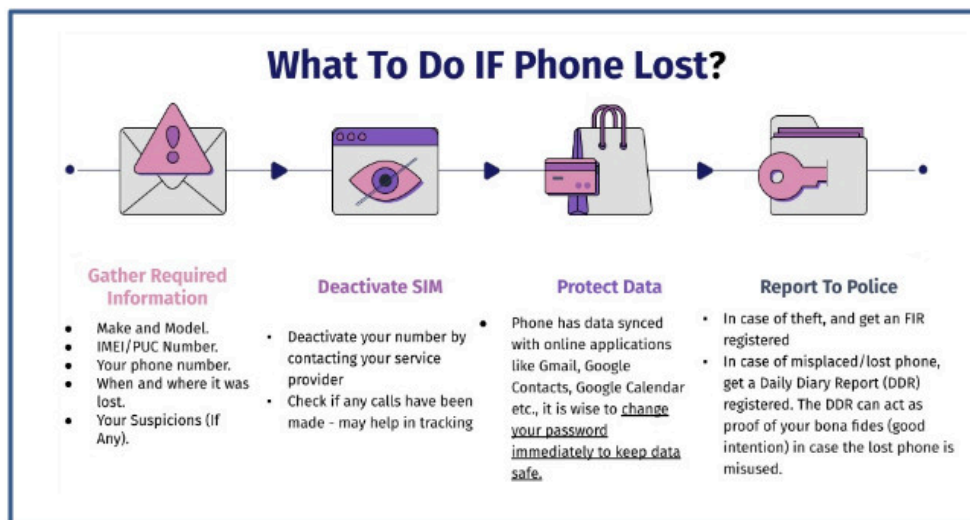 What To Do IF Phone Lost?
Gather Required
Information
● Make and Model.
● IMEI/PUC Number.
● Your phone number.
● When and where it was
lost.
● Your Suspicions (If
Any).
Deactivate SIM
• Deactivate your number by
contacting your service
provider
• Check if any calls have been
made - may help in tracking
Protect Data
● Phone has data synced
with online applications
like Gmail, Google
Contacts, Google Calendar
etc., it is wise to change
your password
immediately to keep data
safe.
Report To Police
• In case of theft, and get an FIR
registered
• In case of misplaced/lost phone,
get a Daily Diary Report (DDR)
registered. The DDR can act as
proof of your bona fides (good
intention) in case the lost phone is
misused.